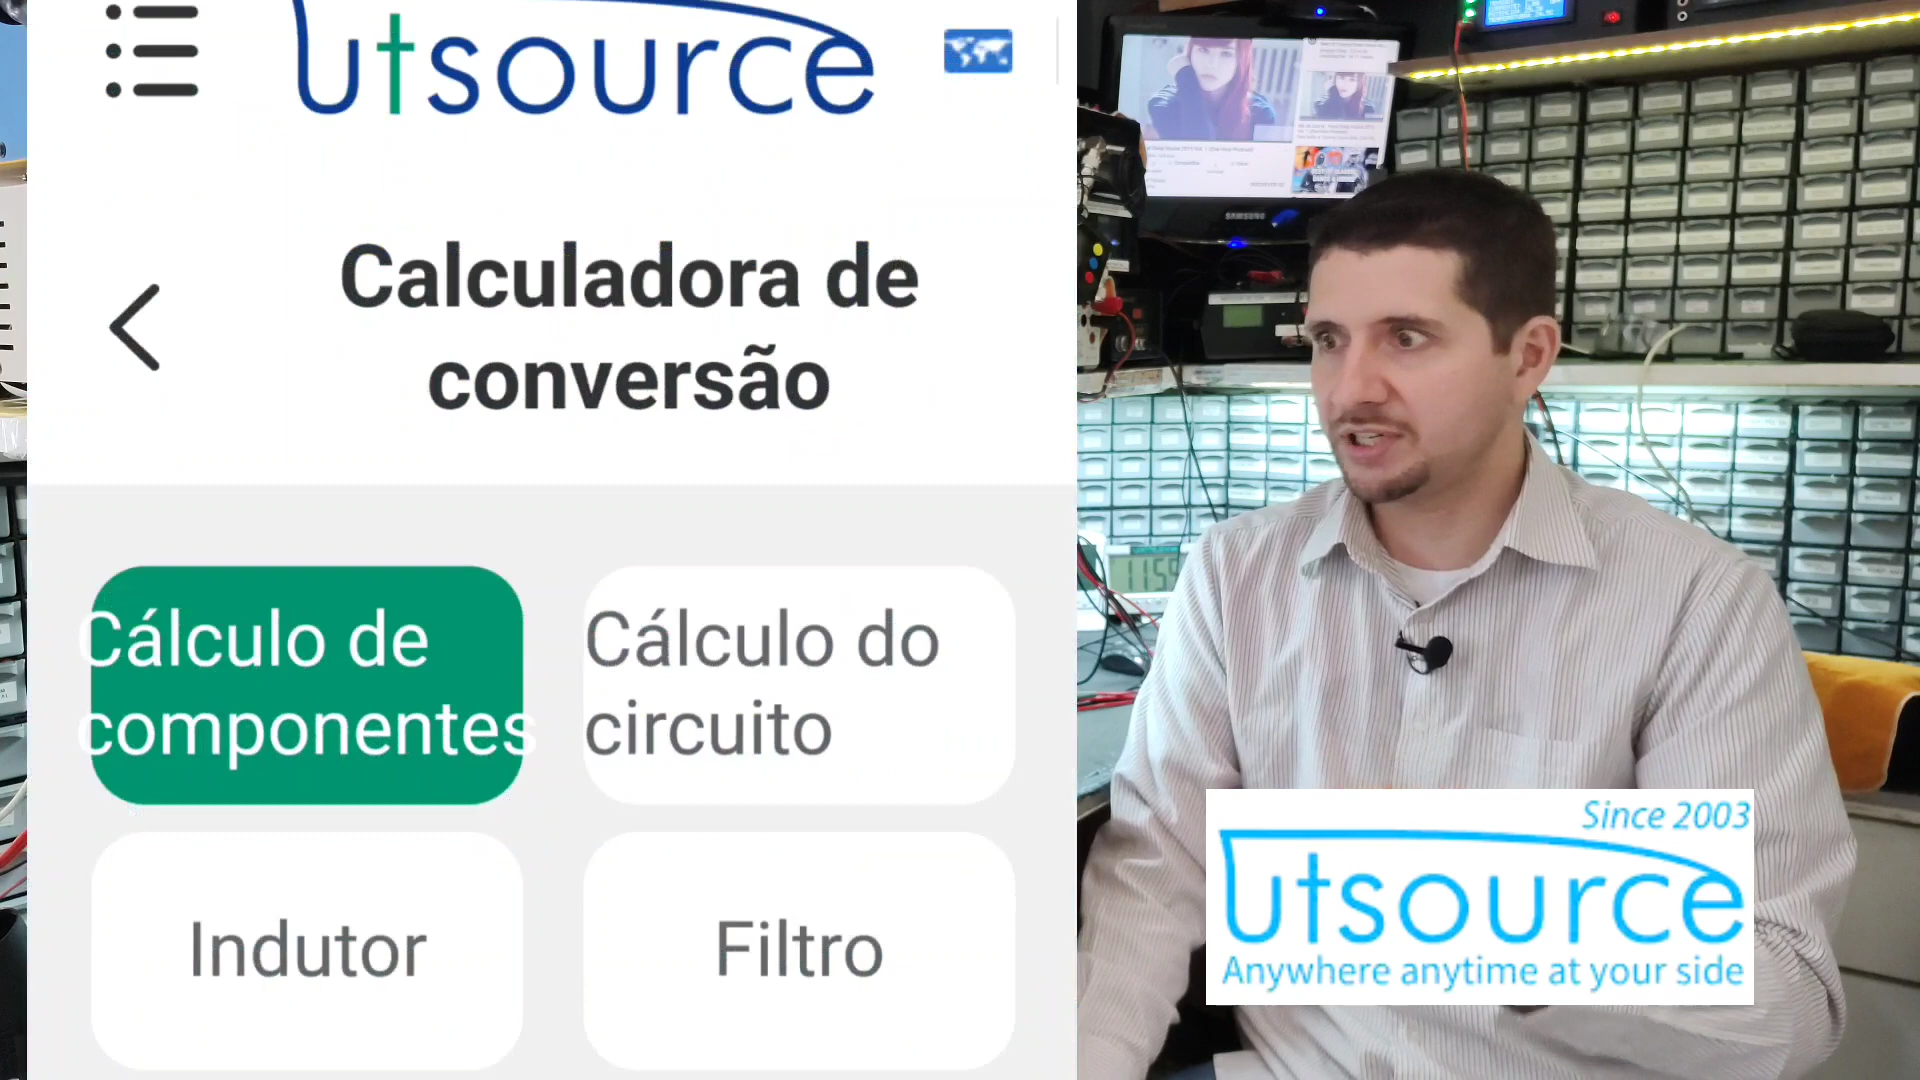 utsource
Calculadora de
conversão
Cálculo de
componentes
Cálculo do
circuito
Indutor
Filtro
SAMSUNG
1159
Since 2003
utsource
Anywhere anytime at your side